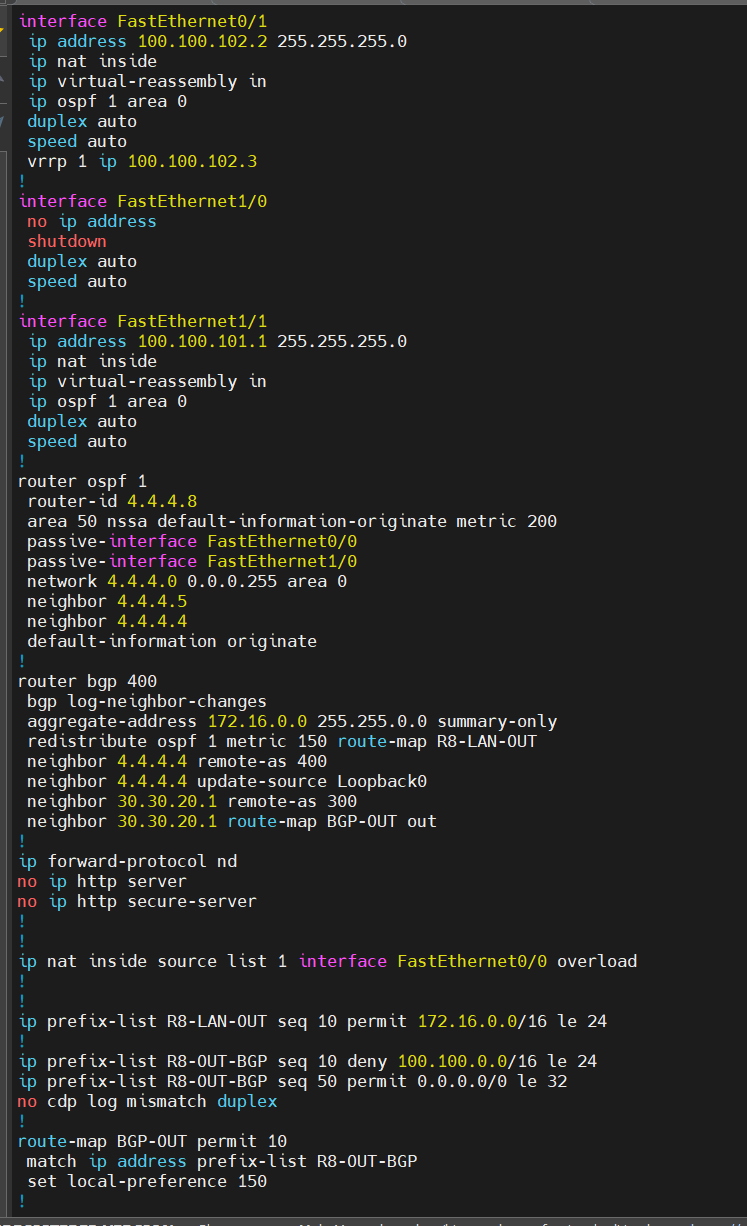 interface FastEthernet0/1
ip address 100.100.102.2 255.255.255.0
ip nat inside
ip virtual-reassembly in
ip ospf 1 area 0
duplex auto
speed auto
vrrp 1 ip 100.100.102.3
!
interface FastEthernet1/0
no ip address
shutdown
duplex auto
speed auto
!
interface FastEthernet1/1
ip address 100.100.101.1 255.255.255.0
ip nat inside
ip virtual-reassembly in
ip ospf 1 area 0
duplex auto
speed auto
!
router ospf 1
router-id 4.4.4.8
area 50 nssa default-information-originate metric 200
passive-interface FastEthernet0/0
passive-interface FastEthernet1/0
network 4.4.4.0 0.0.0.255 area 0
neighbor 4.4.4.5
neighbor 4.4.4.4
default-information originate
!
router bgp 400
bgp log-neighbor-changes
aggregate-address 172.16.0.0 255.255.0.0 summary-only
redistribute ospf 1 metric 150 route-map R8-LAN-OUT
neighbor 4.4.4.4 remote-as 400
neighbor 4.4.4.4 update-source Loopback0
neighbor 30.30.20.1 remote-as 300
neighbor 30.30.20.1 route-map BGP-OUT out
!
ip forward-protocol nd
no ip http server
no ip http secure-server
!
!
ip nat inside source list 1 interface FastEthernet0/0 overload
!
!
ip prefix-list R8-LAN-OUT seq 10 permit 172.16.0.0/16 le 24
!
ip prefix-list R8-OUT-BGP seq 10 deny 100.100.0.0/16 le 24
ip prefix-list R8-OUT-BGP seq 50 permit 0.0.0.0/0 le 32
no cdp log mismatch duplex
!
route-map BGP-OUT permit 10
match ip address prefix-list R8-OUT-BGP
set local-preference 150
!